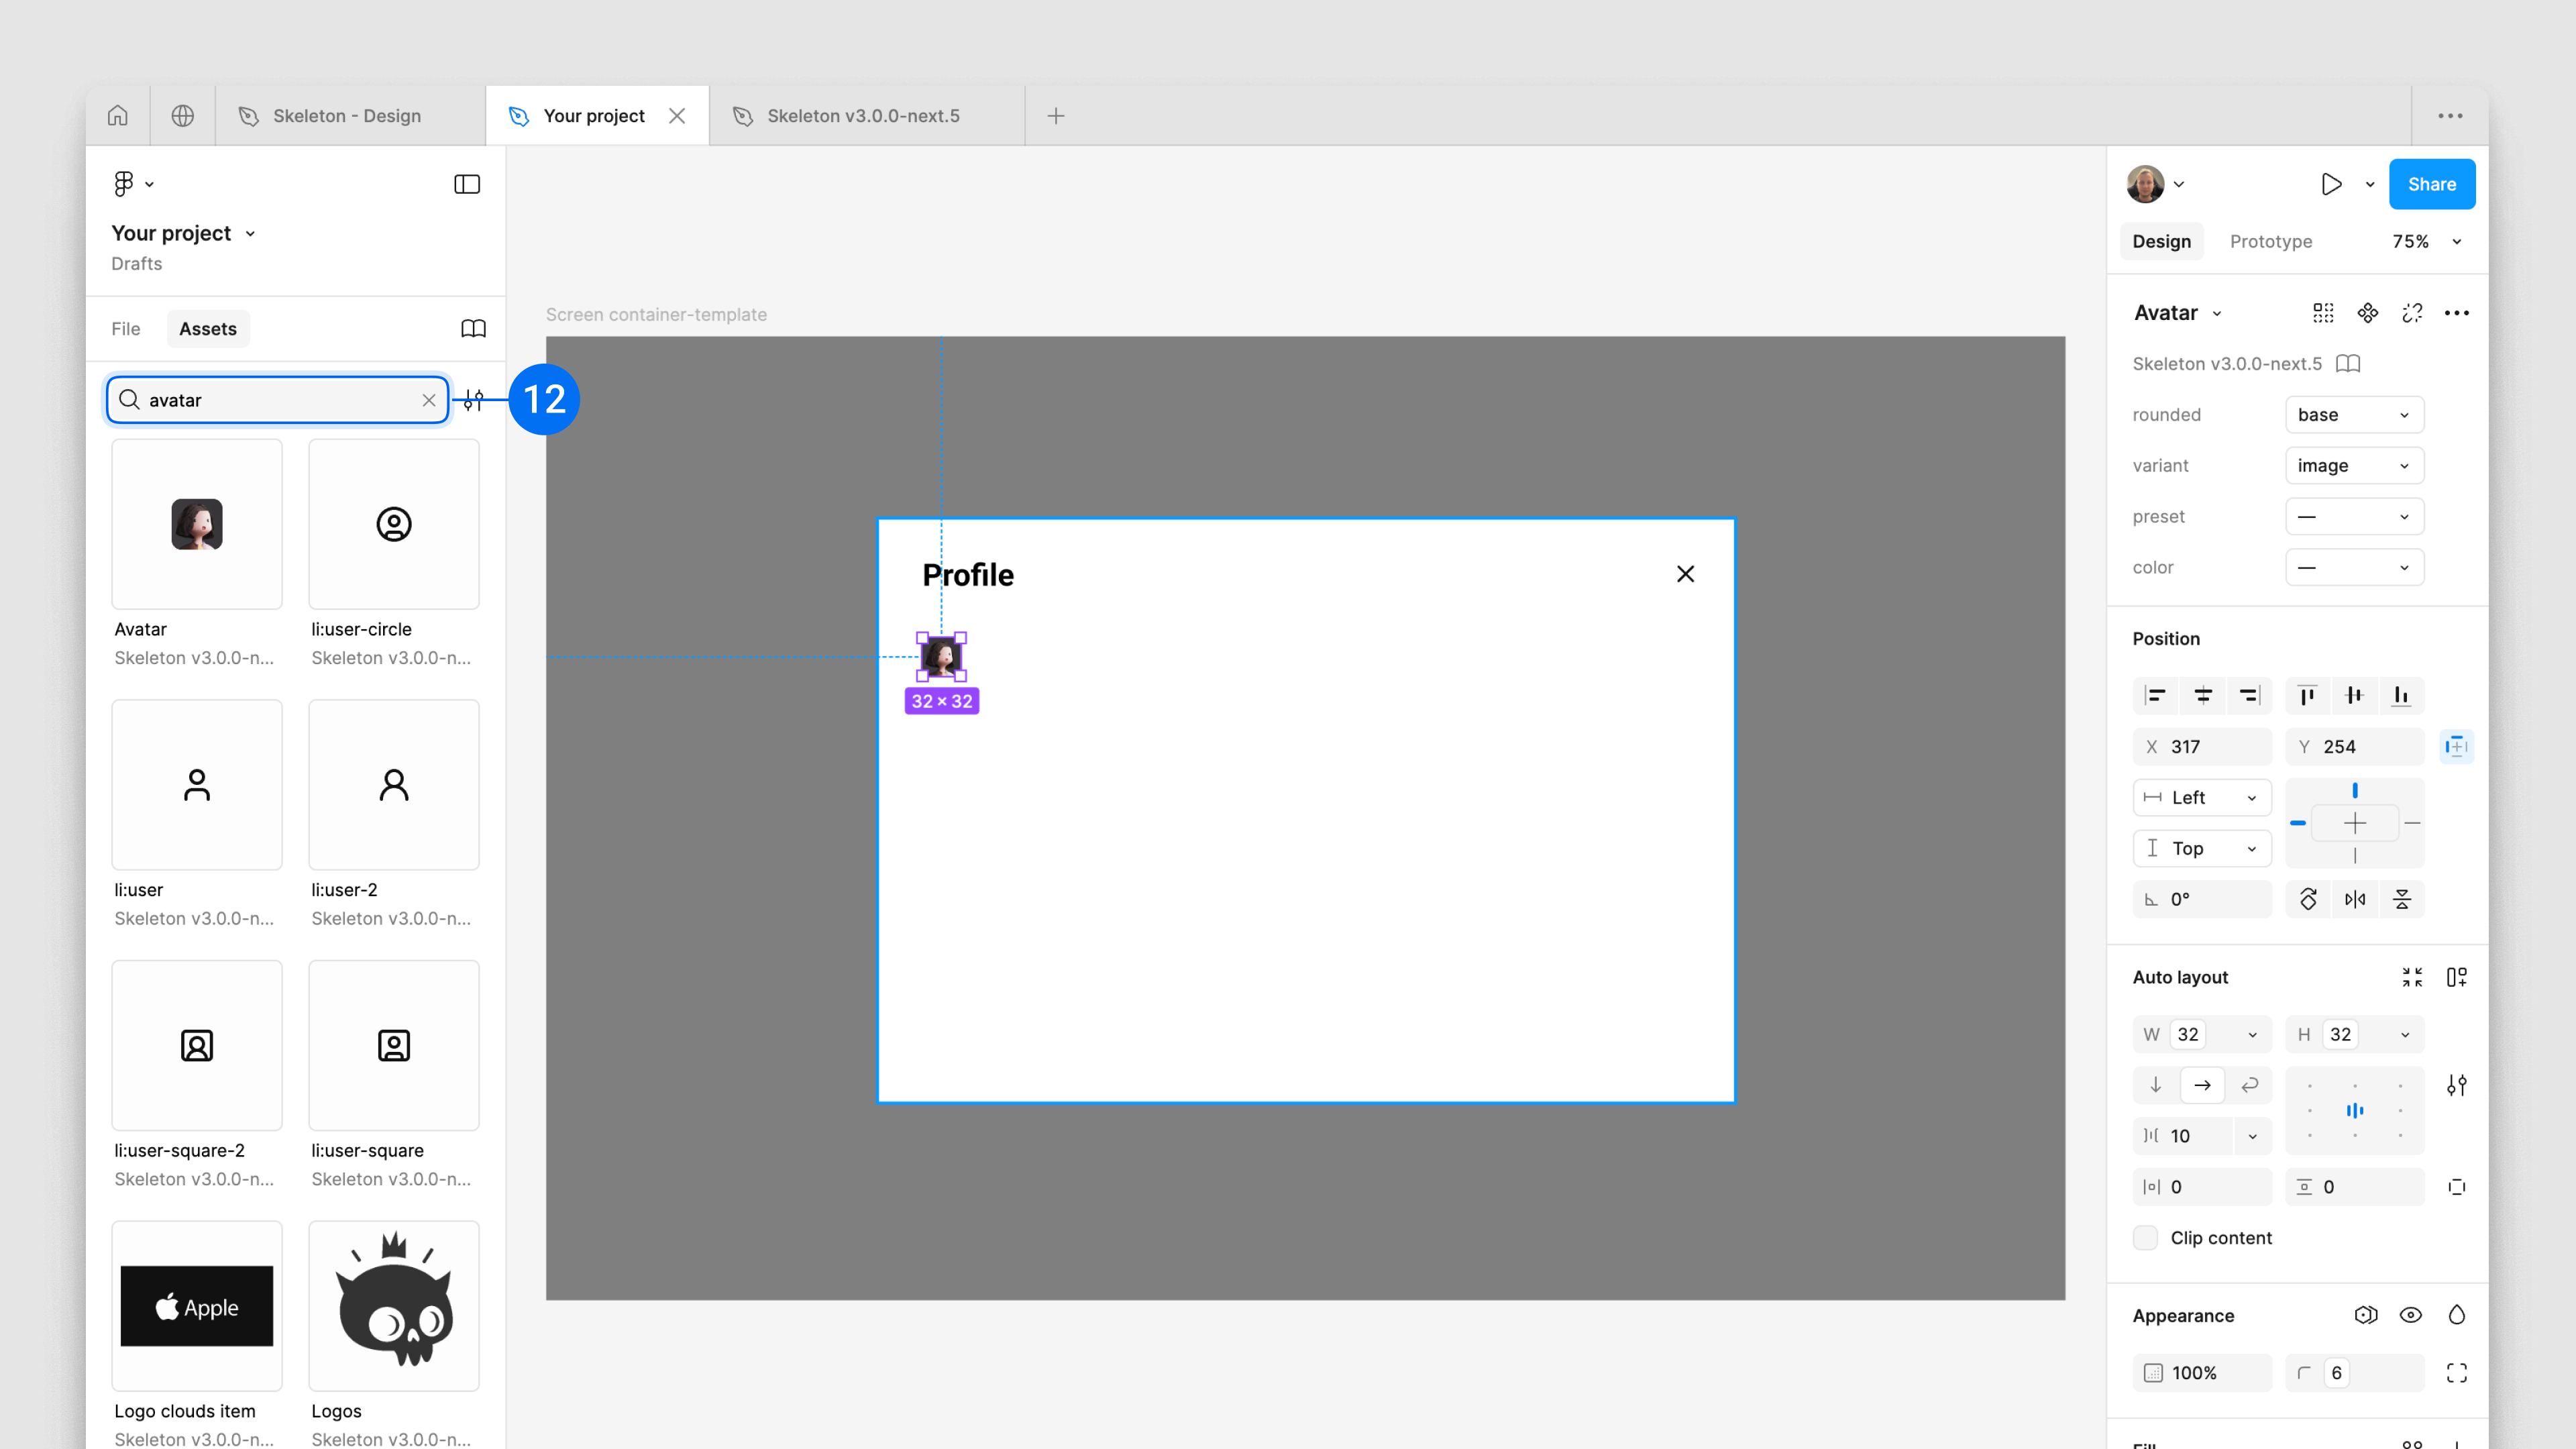 Skeleton - Design
Your project
Skeleton v3.0.0-next.5
Your project
Drafts
File
Assets
avatar
12
Avatar
Skeleton v3.0.0-n...
li:user-circle
Skeleton v3.0.0-n...
li:user
Skeleton v3.0.0-n...
li:user-2
Skeleton v3.0.0-n...
li:user-square-2
Skeleton v3.0.0-n...
li:user-square
Skeleton v3.0.0-n...
Apple
Logo clouds item
Skeleton v3.0.0-n...
Logos
Skeleton v3.0.0-n...
Screen container-template
Profile
32 × 32
Share
Design
Prototype
75%
Avatar
Skeleton v3.0.0-next.5
rounded
base
variant
image
preset
—
color
—
Position
X 317
Y 254
Left
Top
0°
Auto layout
W 32
H 32
10
0
0
Clip content
Appearance
100%
6